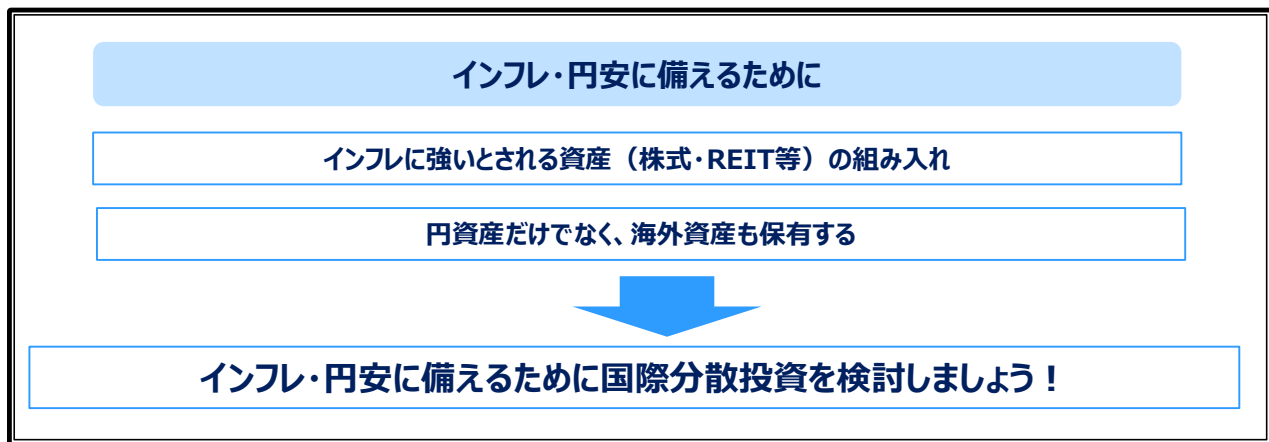 インフレ・円安に備えるために
インフレに強いとされる資産（株式・REIT等）の組み入れ
円資産だけでなく、海外資産も保有する
インフレ・円安に備えるために国際分散投資を検討しましょう！